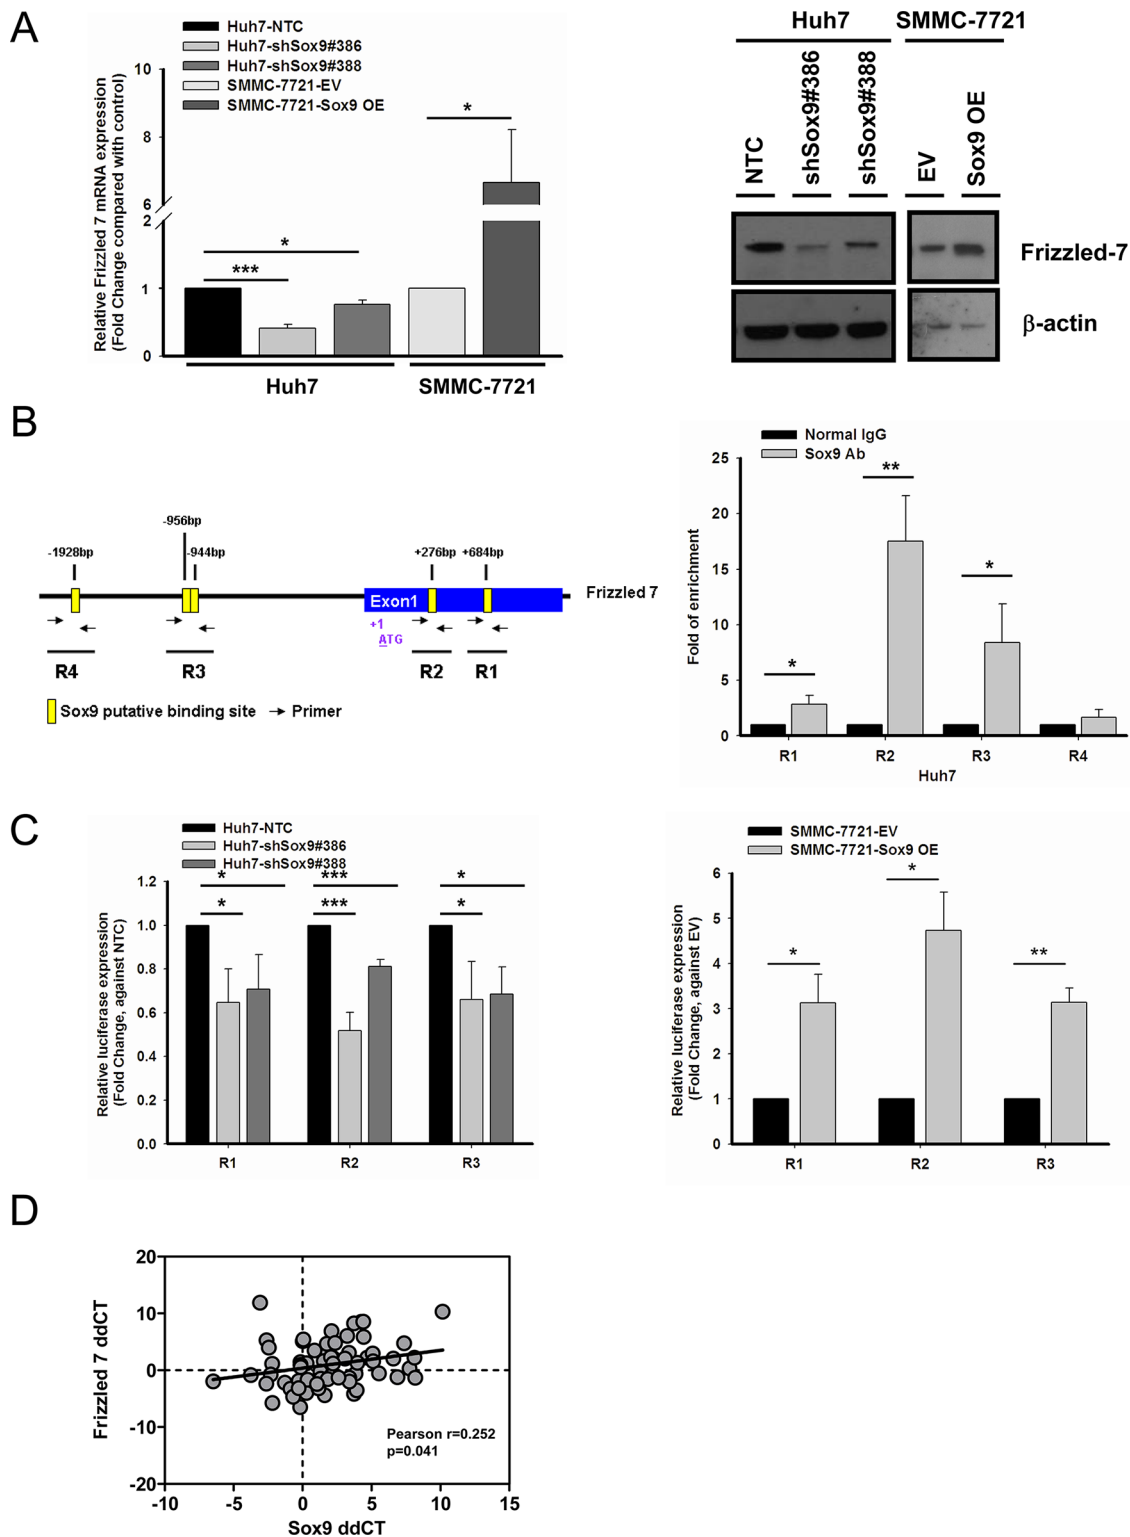 A
Huh7-NTC
Huh7-shSox9#386
Huh7-shSox9#388
SMMC-7721-EV
SMMC-7721-Sox9 OE
Relative Frizzled 7 mRNA expression
(Fold Change compared with control)
10
8
6
2
1
0
*
***
*
Huh7
SMMC-7721
Huh7
SMMC-7721
NTC
shSox9#386
shSox9#388
EV
Sox9 OE
Frizzled-7
β-actin
B
-1928bp
-956bp
-944bp
+276bp
+684bp
Exon1
Frizzled 7
+1
ATG
R4
R3
R2
R1
Sox9 putative binding site
Primer
Normal IgG
Sox9 Ab
Fold of enrichment
25
20
15
10
5
0
*
**
*
R1
R2
R3
R4
Huh7
C
Huh7-NTC
Huh7-shSox9#386
Huh7-shSox9#388
Relative luciferase expression
(Fold Change, against NTC)
1.2
1.0
0.8
0.6
0.4
0.2
0.0
*
***
*
*
***
*
R1
R2
R3
SMMC-7721-EV
SMMC-7721-Sox9 OE
Relative luciferase expression
(Fold Change, against EV)
6
5
4
3
2
1
0
*
*
**
R1
R2
R3
D
Frizzled 7 ddCT
20
10
0
-10
-20
Pearson r=0.252
p=0.041
-10
-5
0
5
10
15
Sox9 ddCT